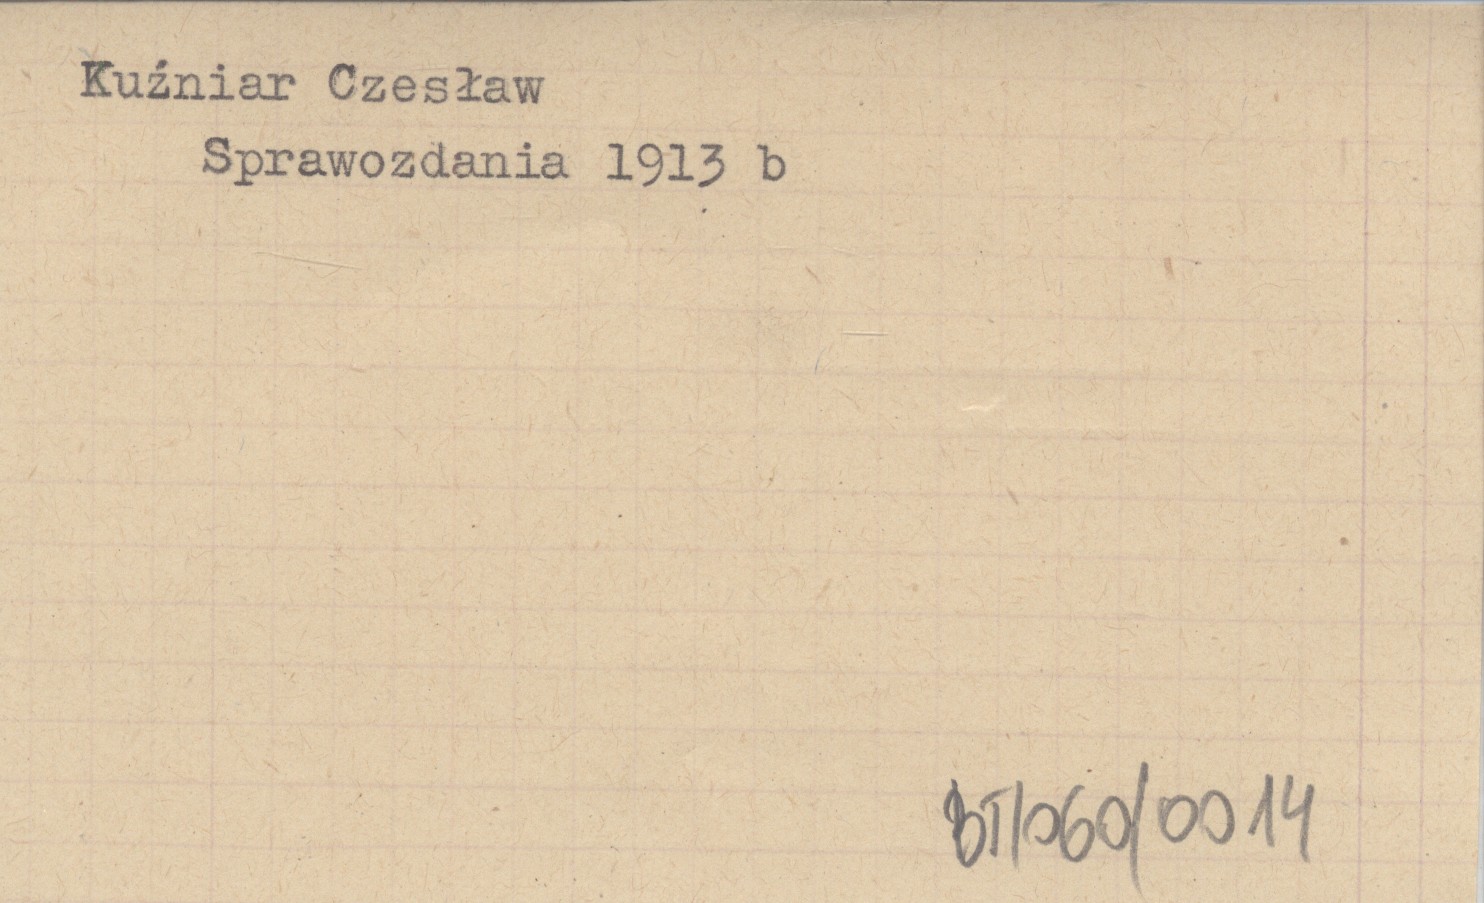 Kuźniar Czesław
Sprawozdania 1913 b
BT/060/0014